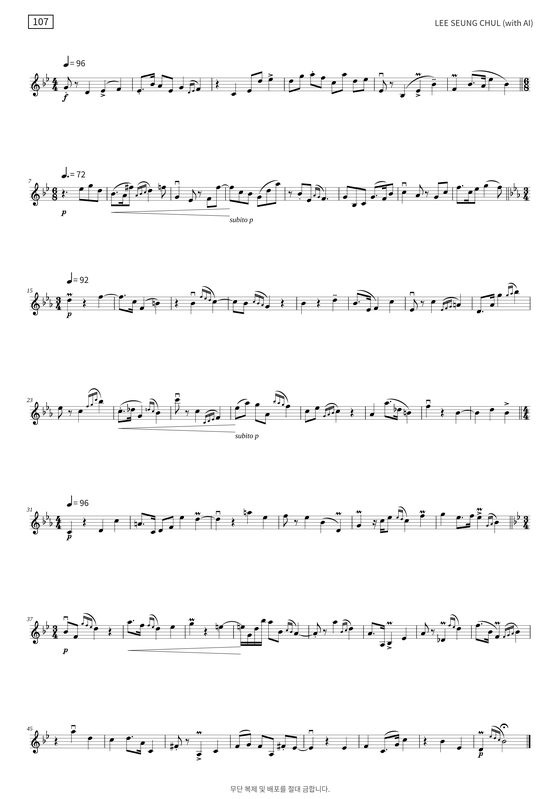 107
LEE SEUNG CHUL (with AI)
= 96
f
7
= 72
p
subito p
15
= 92
p
23
subito p
31
= 96
p
37
p
45
p
무단 복제 및 배포를 절대 금합니다.